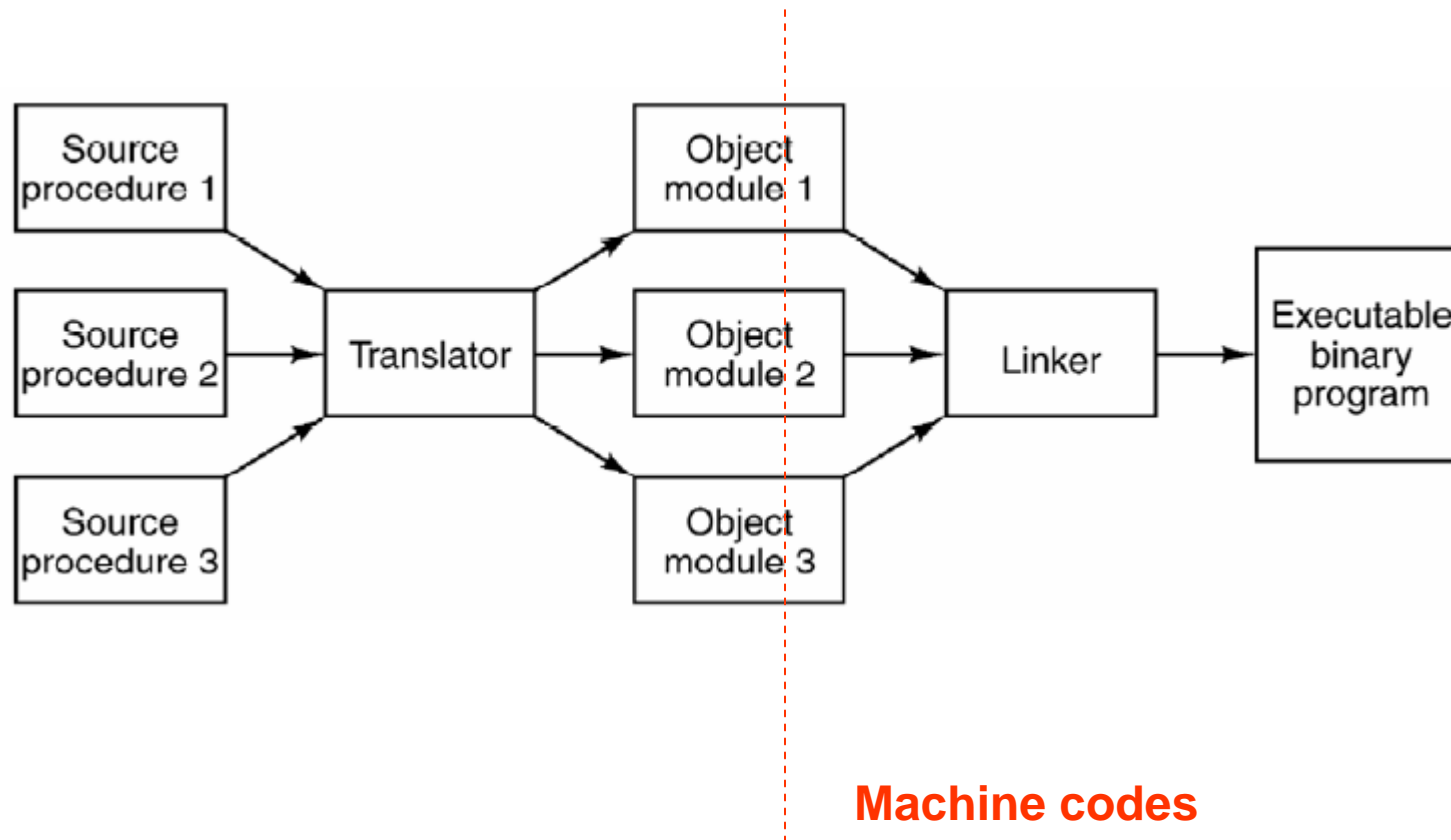 Source
procedure 1
Source
procedure 2
Source
procedure 3
Translator
Object
module 1
Object
module 2
Object
module 3
Linker
Executable
binary
program
Machine codes